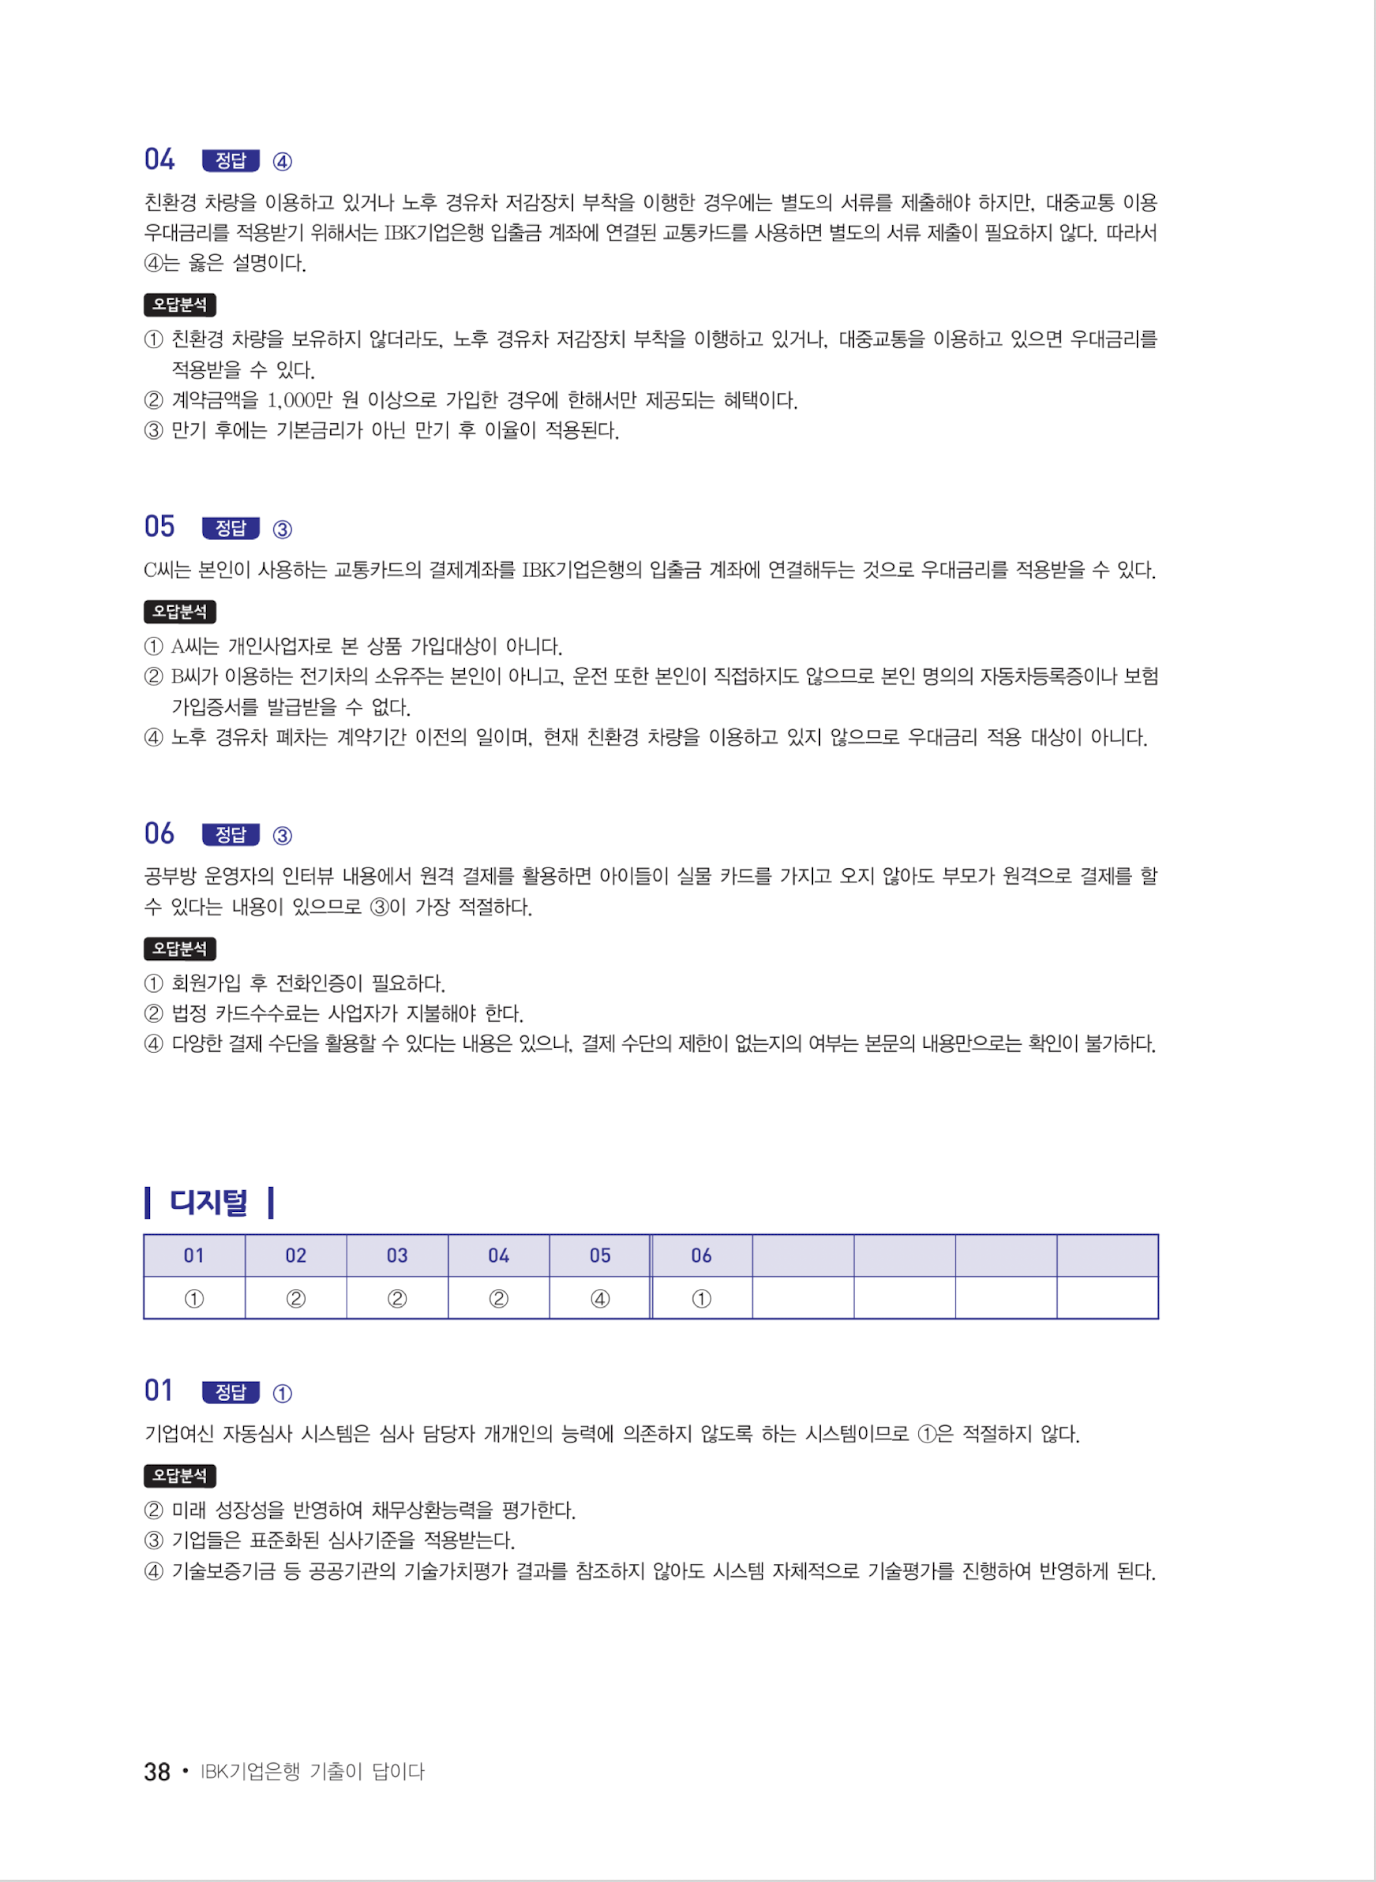 04 정답 ④
친환경 차량을 이용하고 있거나 노후 경유차 저감장치 부착을 이행한 경우에는 별도의 서류를 제출해야 하지만, 대중교통 이용
우대금리를 적용받기 위해서는 IBK기업은행 입출금 계좌에 연결된 교통카드를 사용하면 별도의 서류 제출이 필요하지 않다. 따라서
④는 옳은 설명이다.
오답분석
① 친환경 차량을 보유하지 않더라도, 노후 경유차 저감장치 부착을 이행하고 있거나, 대중교통을 이용하고 있으면 우대금리를
적용받을 수 있다.
② 계약금액을 1,000만 원 이상으로 가입한 경우에 한해서만 제공되는 혜택이다.
③ 만기 후에는 기본금리가 아닌 만기 후 이율이 적용된다.
05 정답 ③
C씨는 본인이 사용하는 교통카드의 결제계좌를 IBK기업은행의 입출금 계좌에 연결해두는 것으로 우대금리를 적용받을 수 있다.
오답분석
① A씨는 개인사업자로 본 상품 가입대상이 아니다.
② B씨가 이용하는 전기차의 소유주는 본인이 아니고, 운전 또한 본인이 직접하지도 않으므로 본인 명의의 자동차등록증이나 보험
가입증서를 발급받을 수 없다.
④ 노후 경유차 폐차는 계약기간 이전의 일이며, 현재 친환경 차량을 이용하고 있지 않으므로 우대금리 적용 대상이 아니다.
06 정답 ③
공부방 운영자의 인터뷰 내용에서 원격 결제를 활용하면 아이들이 실물 카드를 가지고 오지 않아도 부모가 원격으로 결제를 할
수 있다는 내용이 있으므로 ③이 가장 적절하다.
오답분석
① 회원가입 후 전화인증이 필요하다.
② 법정 카드수수료는 사업자가 지불해야 한다.
④ 다양한 결제 수단을 활용할 수 있다는 내용은 있으나, 결제 수단의 제한이 없는지의 여부는 본문의 내용만으로는 확인이 불가하다.
디지털
01 02 03 04 05 06
① ② ② ② ④ ①
01 정답 ①
기업여신 자동심사 시스템은 심사 담당자 개개인의 능력에 의존하지 않도록 하는 시스템이므로 ①은 적절하지 않다.
오답분석
② 미래 성장성을 반영하여 채무상환능력을 평가한다.
③ 기업들은 표준화된 심사기준을 적용받는다.
④ 기술보증기금 등 공공기관의 기술가치평가 결과를 참조하지 않아도 시스템 자체적으로 기술평가를 진행하여 반영하게 된다.
38 • IBK기업은행 기출이 답이다